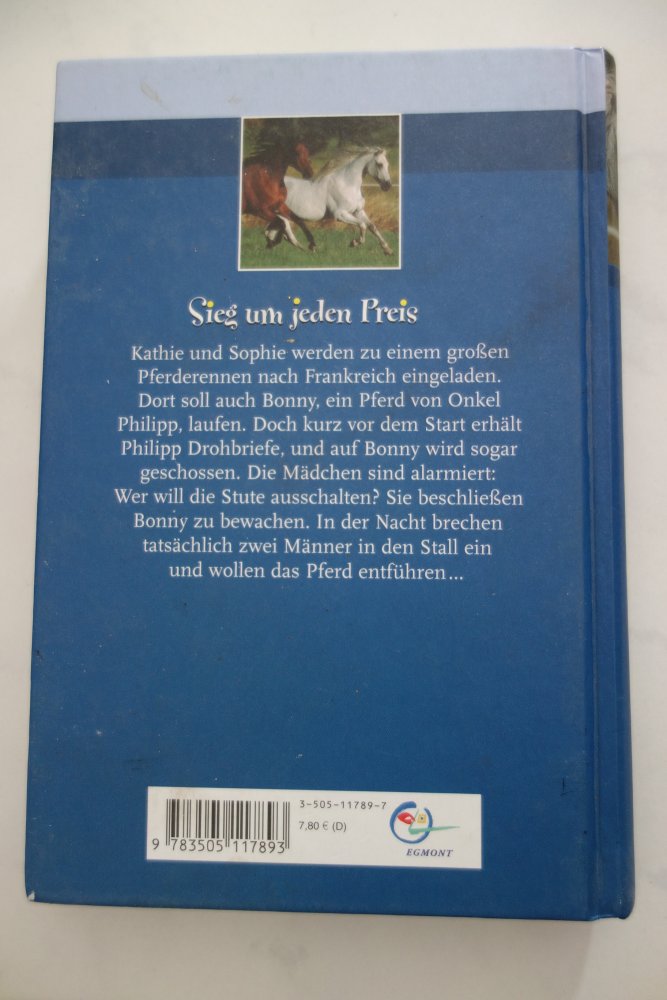 Sieg um jeden Preis
Kathie und Sophie werden zu einem großen
Pferderennen nach Frankreich eingeladen.
Dort soll auch Bonny, ein Pferd von Onkel
Philipp, laufen. Doch kurz vor dem Start erhält
Philipp Drohbriefe, und auf Bonny wird sogar
geschossen. Die Mädchen sind alarmiert:
Wer will die Stute ausschalten? Sie beschließen
Bonny zu bewachen. In der Nacht brechen
tatsächlich zwei Männer in den Stall ein
und wollen das Pferd entführen...
3-505-11789-7
7,80 € (D)
9 783505 117893
EGMONT